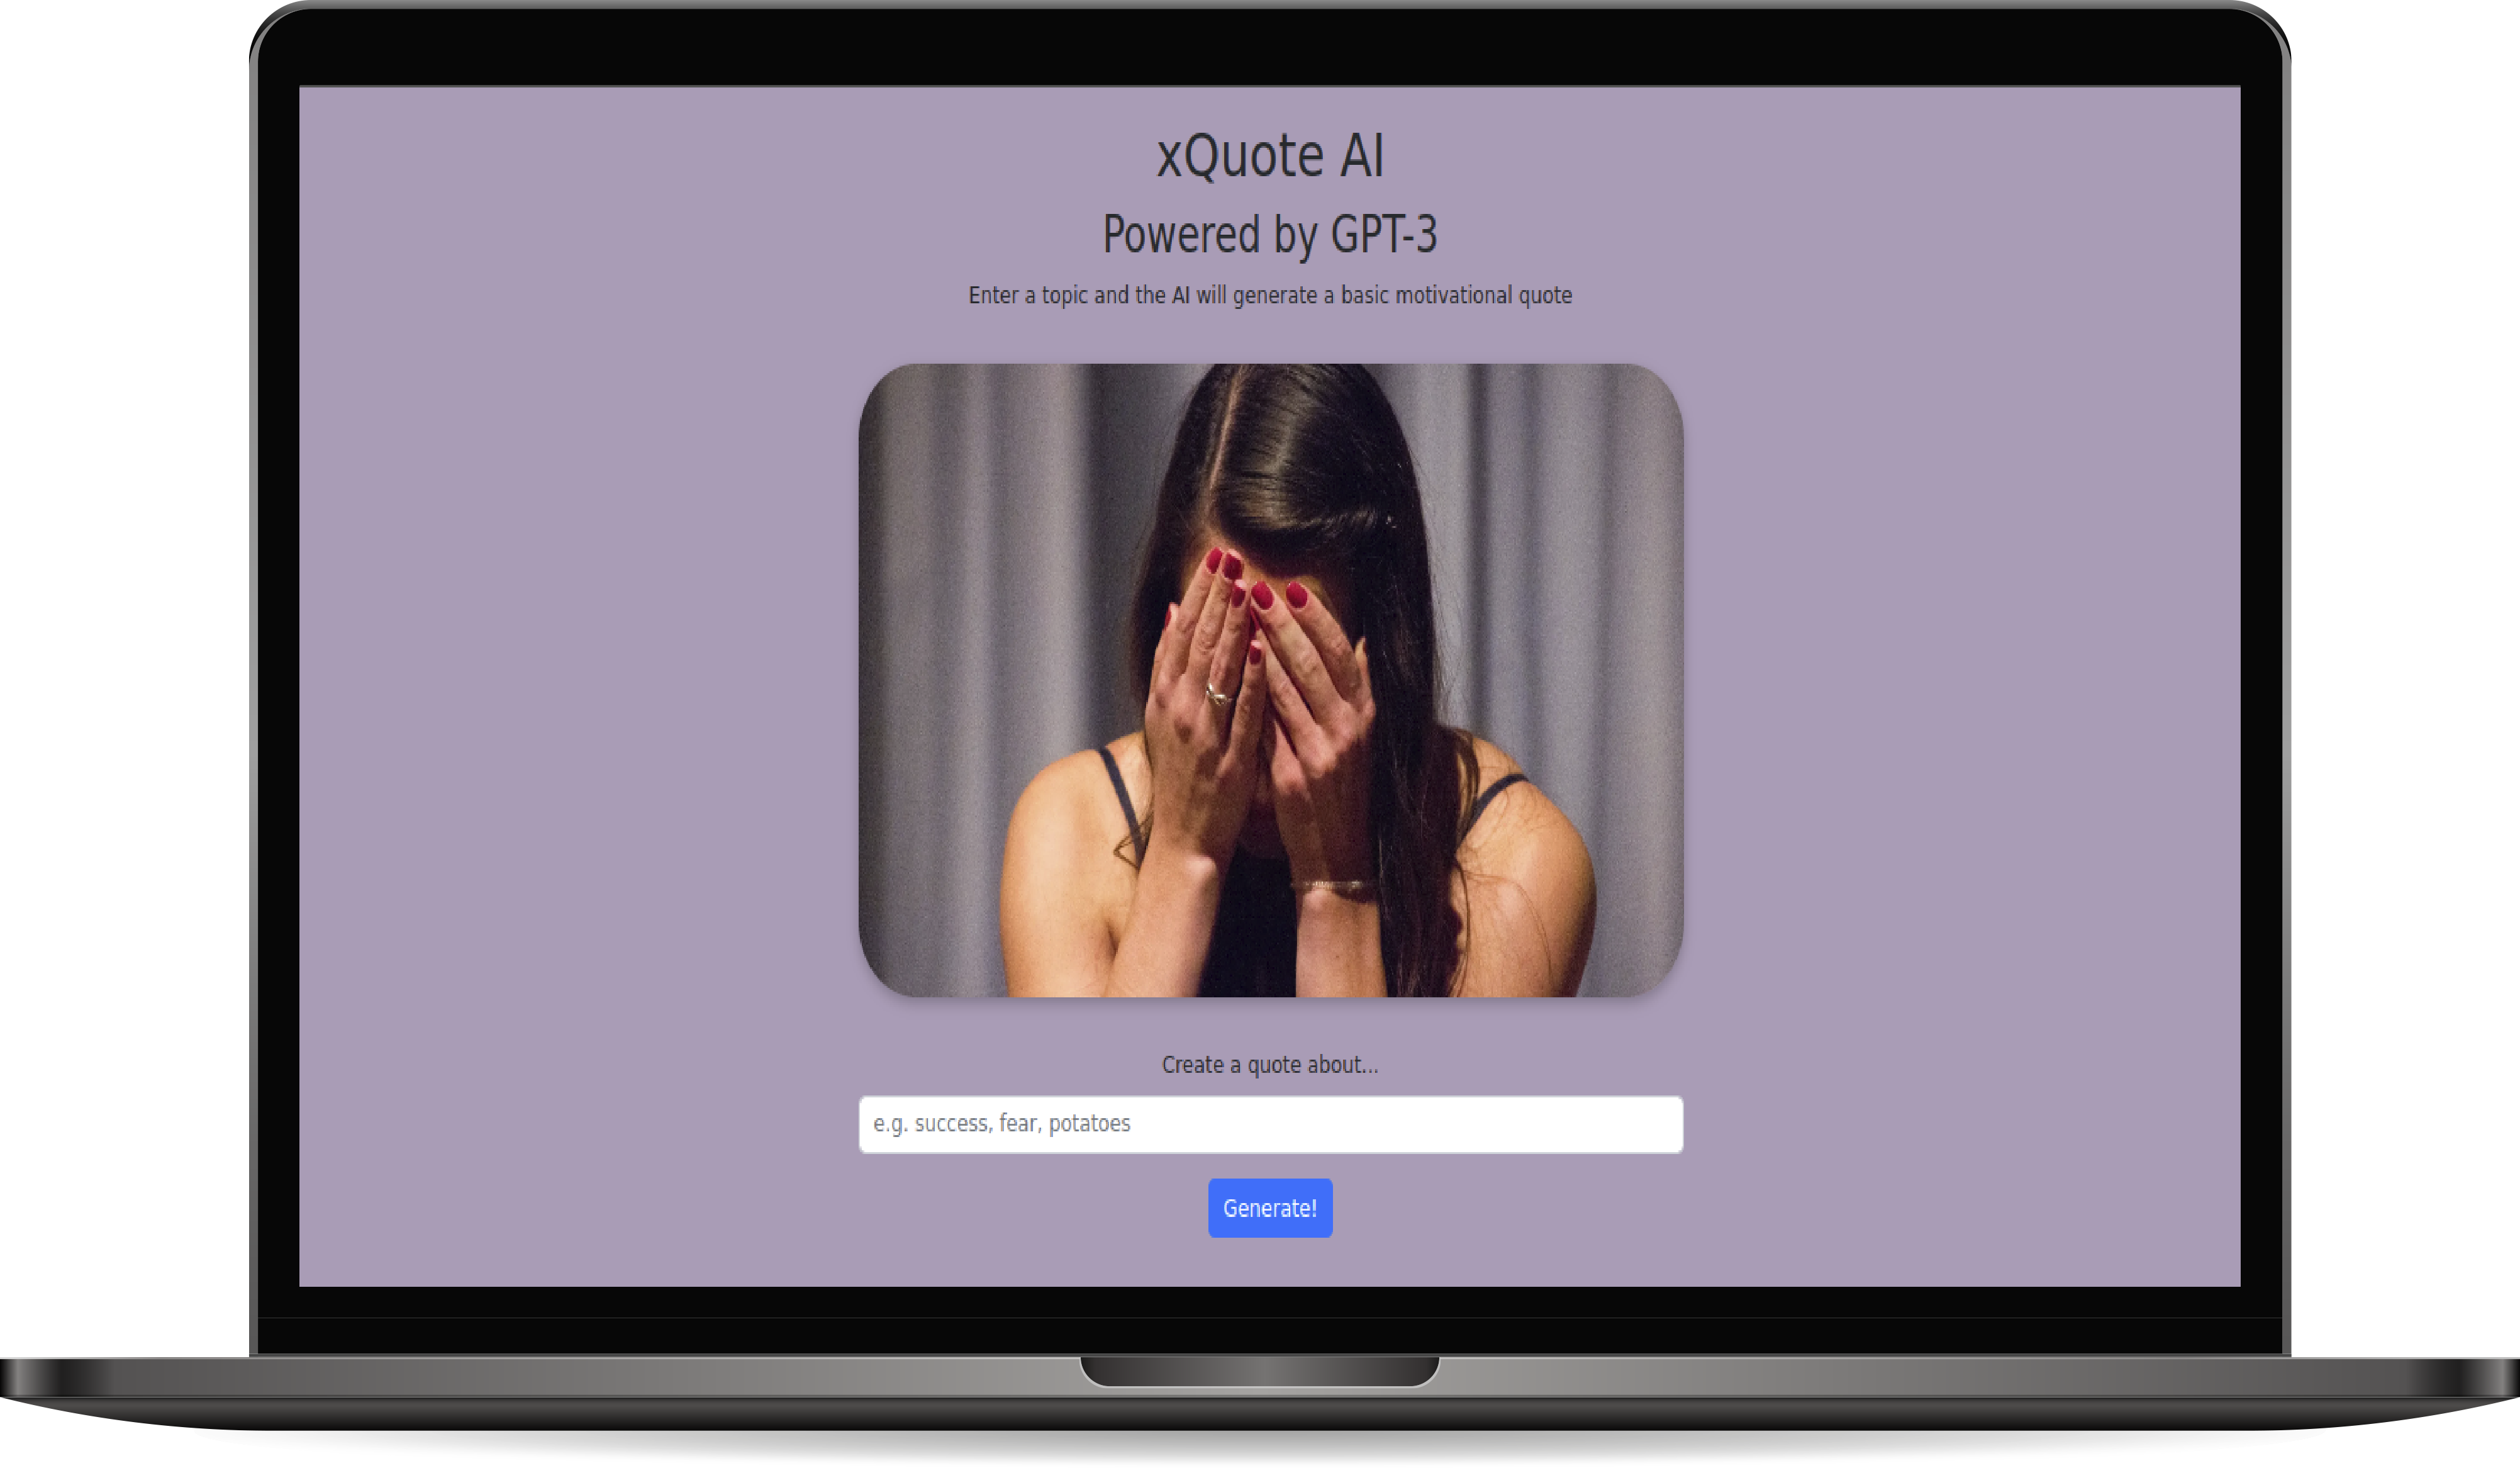 xQuote AI
Powered by GPT-3
Enter a topic and the AI will generate a basic motivational quote
Create a quote about...
e.g. success, fear, potatoes
Generate!